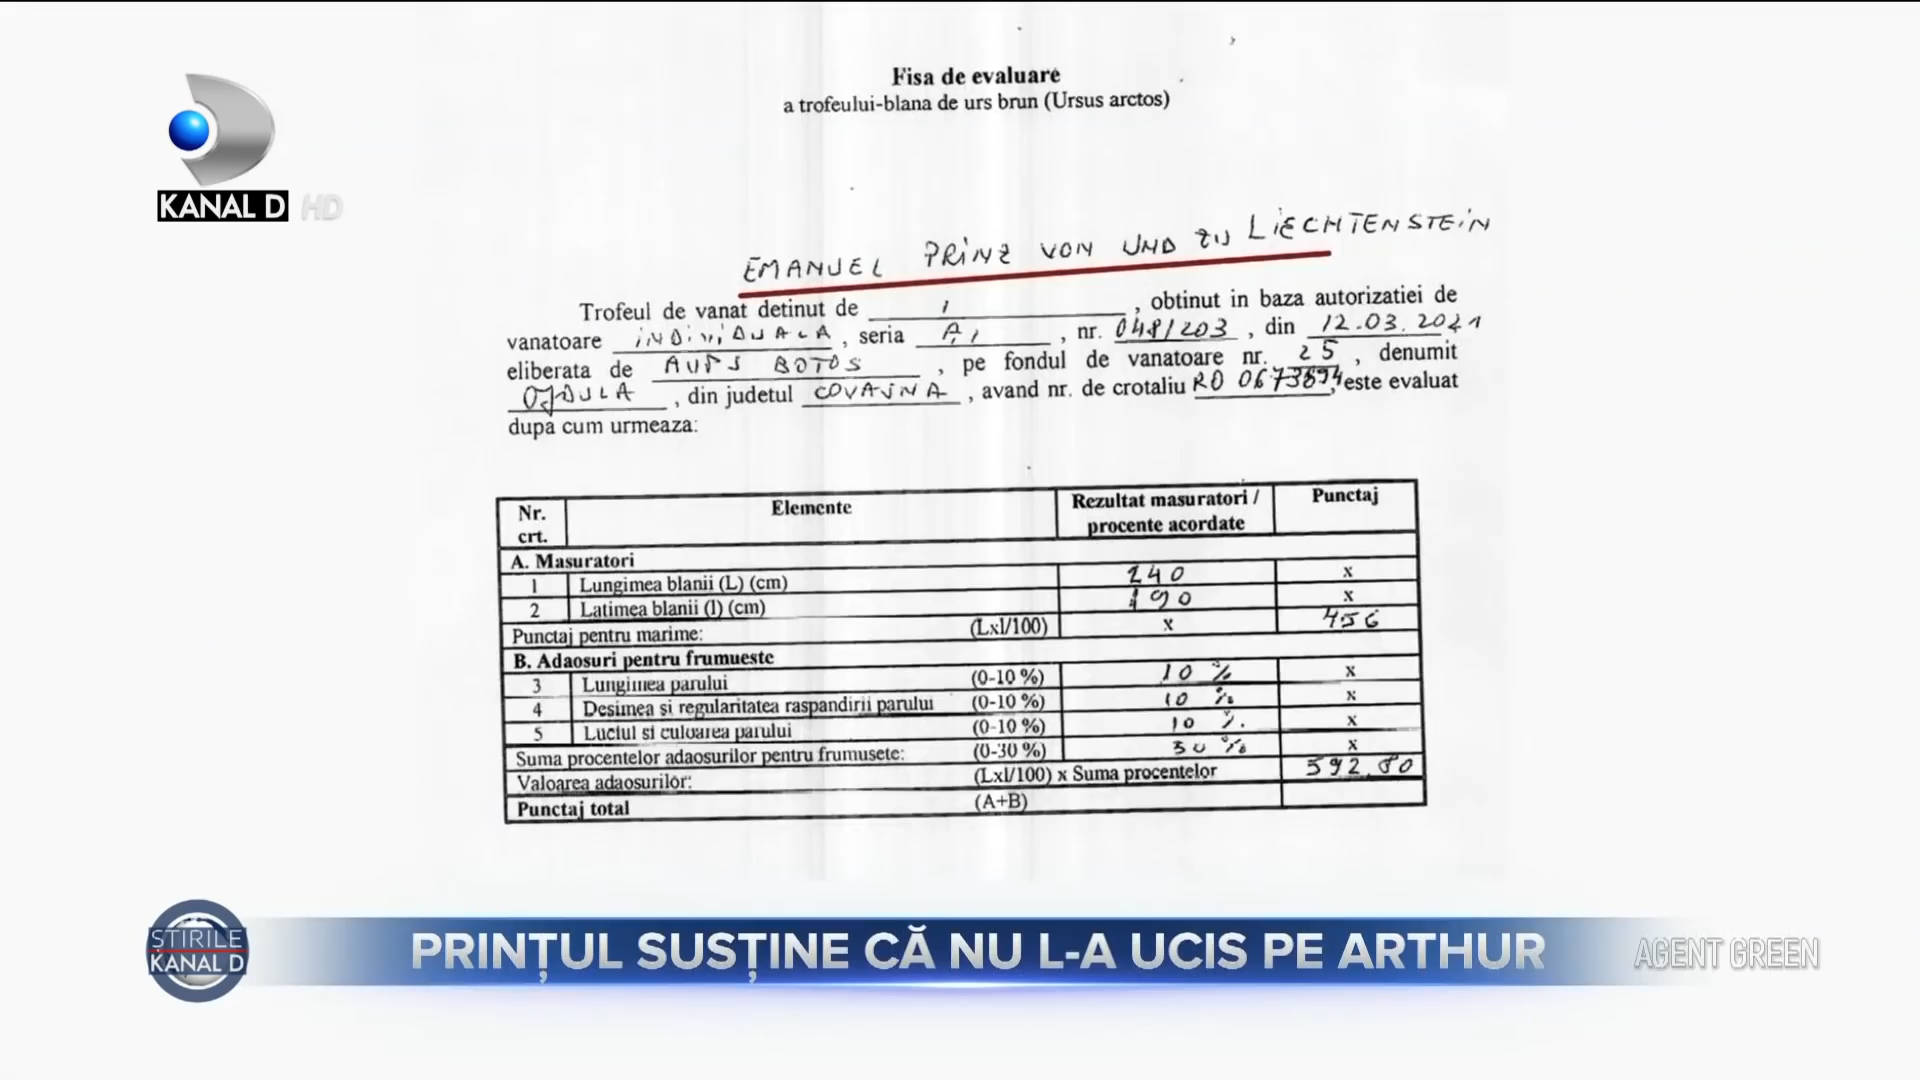 Fisa de evaluare
a trofeului-blana de urs brun (Ursus arctos)
KANAL D HD
EMANUEL PRINZ VON UND ZU LIECHTENSTEIN
Trofeul de vanat detinut de , obtinut in baza autorizatiei de
vanatoare INDIVIDUALA , seria , nr. 048/203 , din 12.03.2021
eliberata de BOTOS , pe fondul de vanatoare nr. 25 , denumit
OJDULA , din judetul COVASNA , avand nr. de crotaliu RO , este evaluat
dupa cum urmeaza:
Nr. crt. Elemente Rezultat masuratori / procente acordate Punctaj
A. Masuratori
1 Lungimea blanii (L) (cm) 240 x
2 Latimea blanii (l) (cm) 190 x
Punctaj pentru marime: (Lxl/100) x 456
B. Adaosuri pentru frumueste
3 Lungimea parului (0-10 %) 10 % x
4 Desimea si regularitatea raspandirii parului (0-10 %) 10 % x
5 Luciul si culoarea parului (0-10 %) 10 %. x
Suma procentelor adaosurilor pentru frumusete: (0-30 %) 30 % x
Valoarea adaosurilor: (Lxl/100) x Suma procentelor 592.80
Punctaj total (A+B)
ȘTIRILE
KANAL D
PRINȚUL SUSȚINE CĂ NU L-A UCIS PE ARTHUR
AGENT GREEN